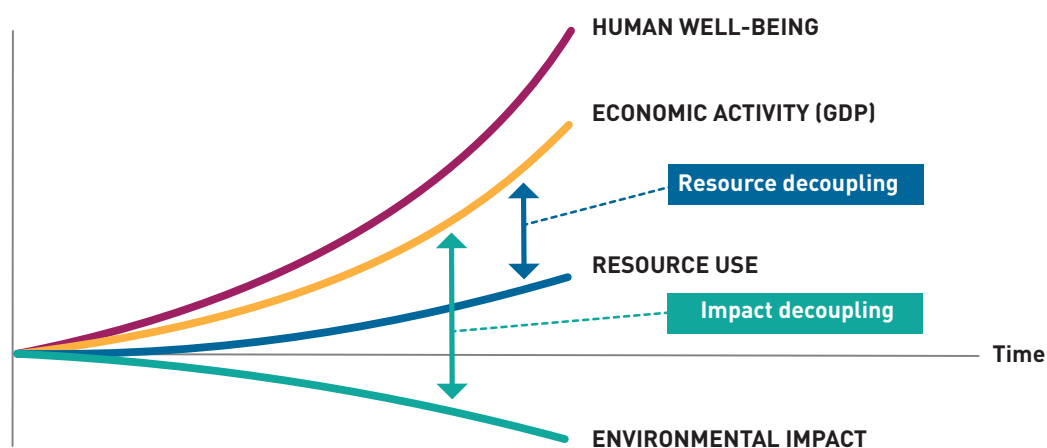 HUMAN WELL-BEING
ECONOMIC ACTIVITY (GDP)
Resource decoupling
RESOURCE USE
Impact decoupling
Time
ENVIRONMENTAL IMPACT